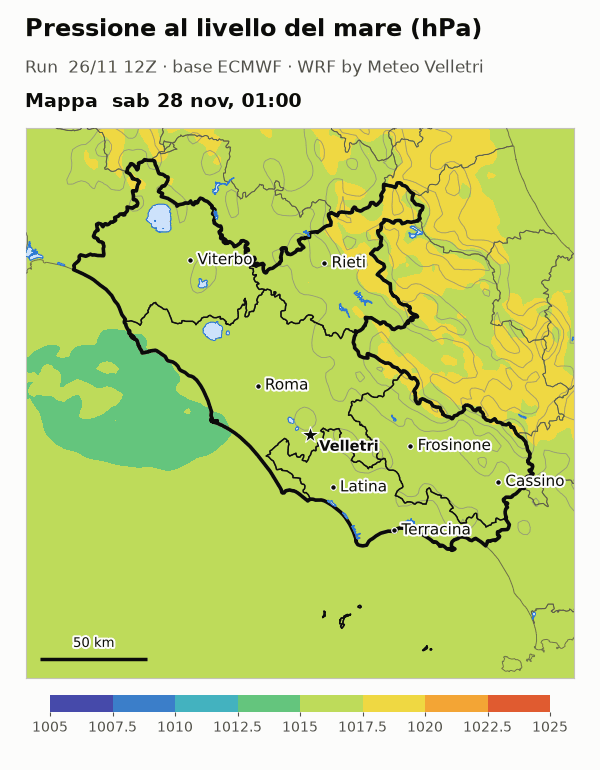 Pressione al livello del mare (hPa)
Run  26/11 12Z · base ECMWF · WRF by Meteo Velletri
Mappa  sab 28 nov, 01:00
Viterbo
Rieti
Roma
Velletri
Frosinone
Cassino
Latina
Terracina
50 km
1005 1007.5 1010 1012.5 1015 1017.5 1020 1022.5 1025